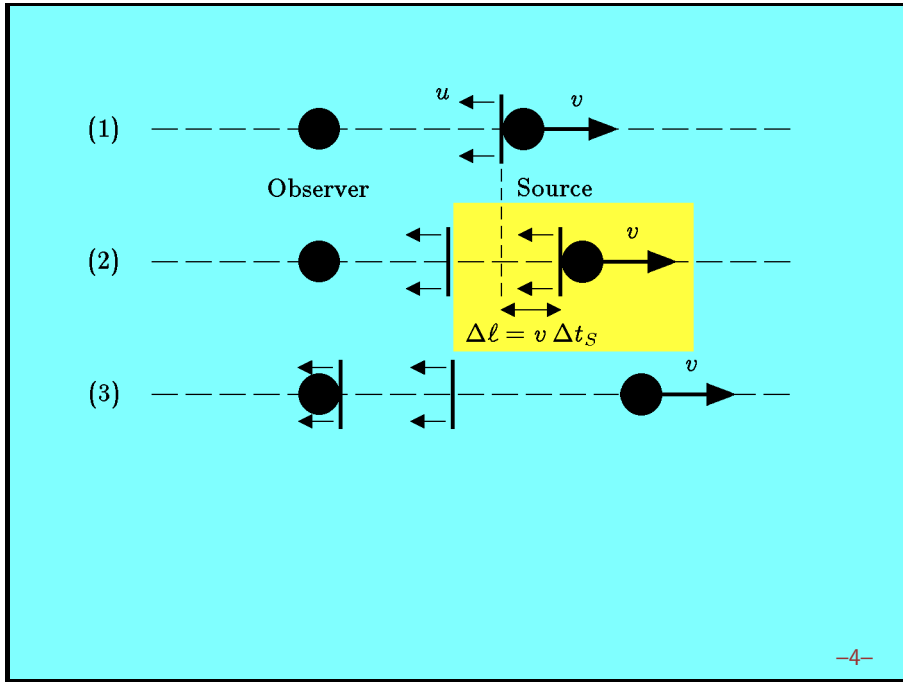 u v
(1)
Observer Source
v
(2)
Δℓ = v Δt_S
v
(3)
–4–